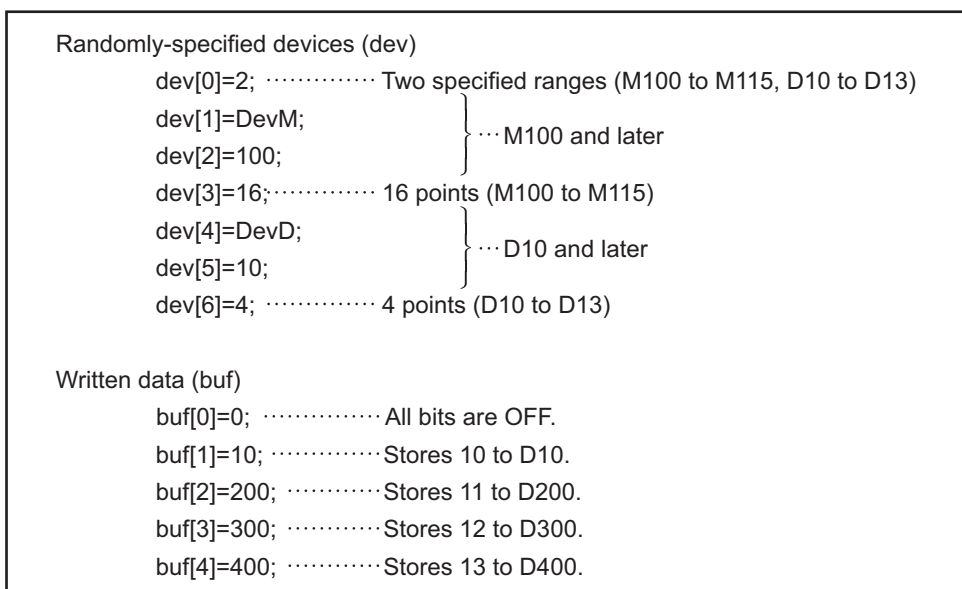 Randomly-specified devices (dev)
dev[0]=2; ·············· Two specified ranges (M100 to M115, D10 to D13)
dev[1]=DevM;
··· M100 and later
dev[2]=100;
dev[3]=16; ············· 16 points (M100 to M115)
dev[4]=DevD;
··· D10 and later
dev[5]=10;
dev[6]=4; ·············· 4 points (D10 to D13)
Written data (buf)
buf[0]=0; ··············· All bits are OFF.
buf[1]=10; ·············· Stores 10 to D10.
buf[2]=200; ············ Stores 11 to D200.
buf[3]=300; ············ Stores 12 to D300.
buf[4]=400; ············ Stores 13 to D400.